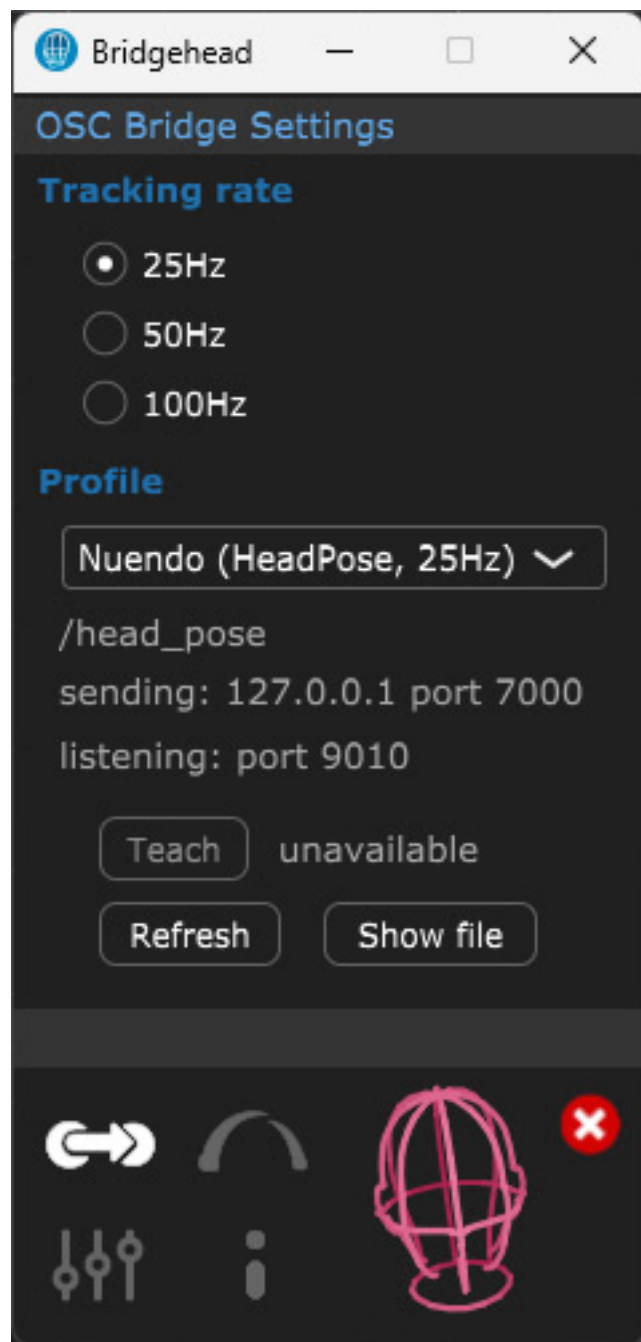 Bridgehead
OSC Bridge Settings
Tracking rate
25Hz
50Hz
100Hz
Profile
Nuendo (HeadPose, 25Hz)
/head_pose
sending: 127.0.0.1 port 7000
listening: port 9010
Teach unavailable
Refresh Show file